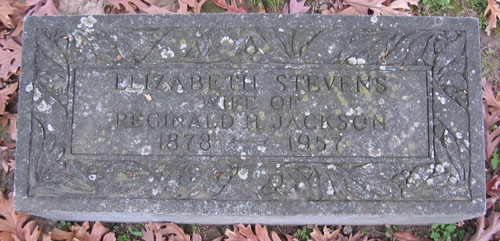 ELIZABETH STEVENS
WIFE OF
REGINALD H. JACKSON
1878 – 1957